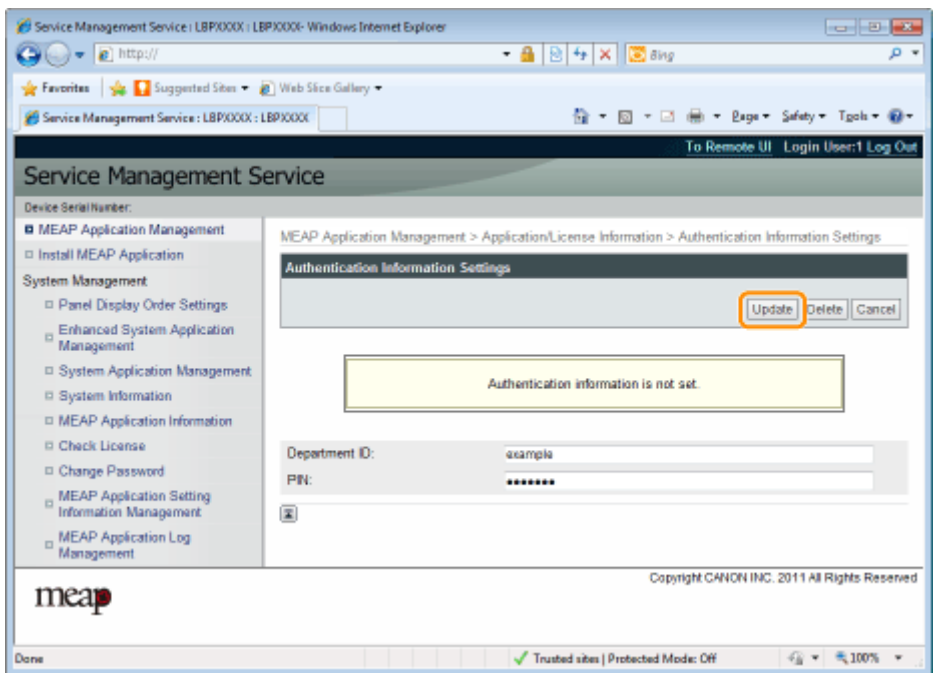 Service Management Service : LBPXXXX : LBPXXXX- Windows Internet Explorer
http://
Bing
Favorites Suggested Sites Web Slice Gallery
Service Management Service : LBPXXXX : LBPXXXX
Page Safety Tools
To Remote UI Login User:1 Log Out
Service Management Service
Device Serial Number:
MEAP Application Management
Install MEAP Application
System Management
Panel Display Order Settings
Enhanced System Application
Management
System Application Management
System Information
MEAP Application Information
Check License
Change Password
MEAP Application Setting
Information Management
MEAP Application Log
Management
MEAP Application Management > Application/License Information > Authentication Information Settings
Authentication Information Settings
Update Delete Cancel
Authentication information is not set.
Department ID: example
PIN: •••••••
Copyright CANON INC. 2011 All Rights Reserved
meap
Done Trusted sites | Protected Mode: Off 100%